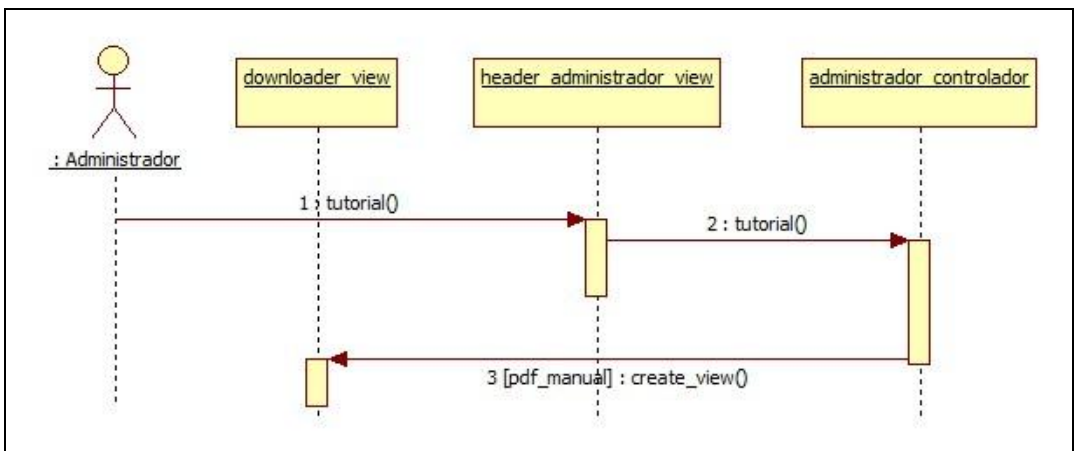 downloader_view
header_administrador_view
administrador_controlador
: Administrador
1 : tutorial()
2 : tutorial()
3 [pdf_manual] : create_view()